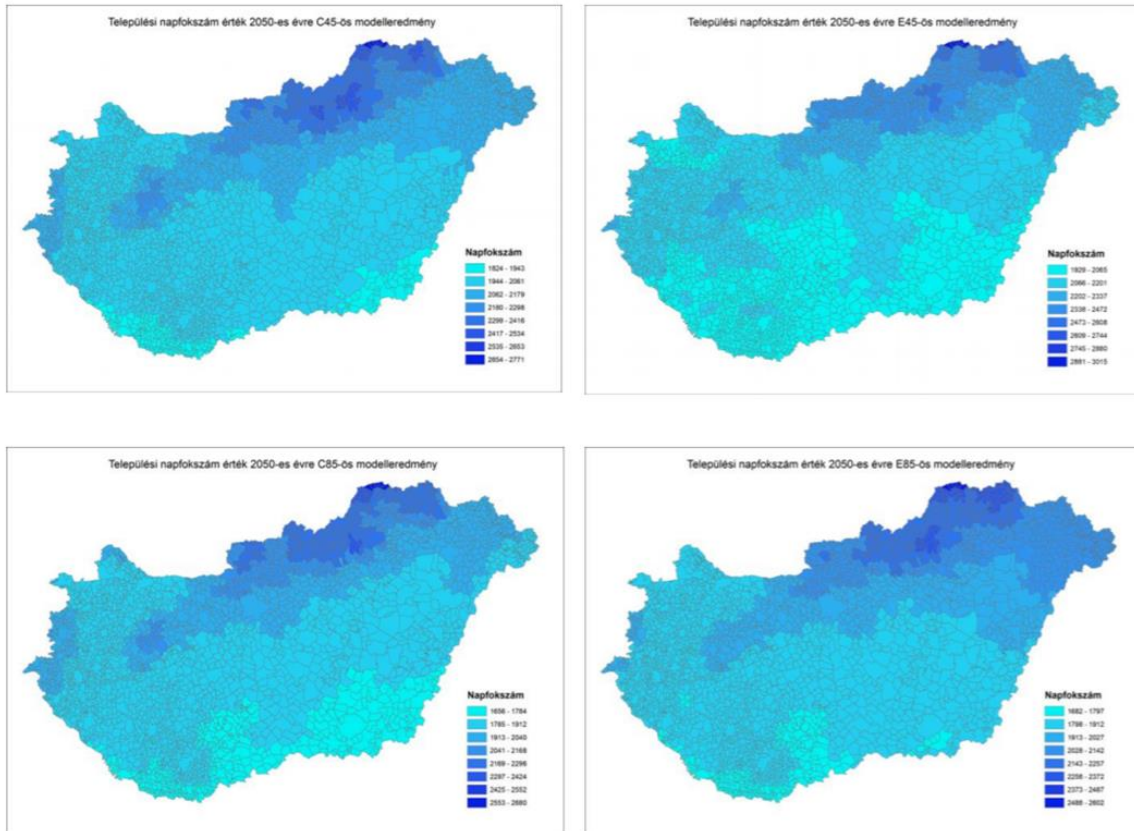 Települési napfokszám érték 2050-es évre C45-ös modelleredmény
Napfokszám
1824 - 1943
1944 - 2061
2062 - 2179
2180 - 2298
2299 - 2416
2417 - 2534
2535 - 2653
2654 - 2771
Települési napfokszám érték 2050-es évre E45-ös modelleredmény
Napfokszám
1929 - 2065
2066 - 2201
2202 - 2337
2338 - 2472
2473 - 2608
2609 - 2744
2745 - 2880
2881 - 3015
Települési napfokszám érték 2050-es évre C85-ös modelleredmény
Napfokszám
1656 - 1784
1785 - 1912
1913 - 2040
2041 - 2168
2169 - 2296
2297 - 2424
2425 - 2552
2553 - 2680
Települési napfokszám érték 2050-es évre E85-ös modelleredmény
Napfokszám
1682 - 1797
1798 - 1912
1913 - 2027
2028 - 2142
2143 - 2257
2258 - 2372
2373 - 2487
2488 - 2602